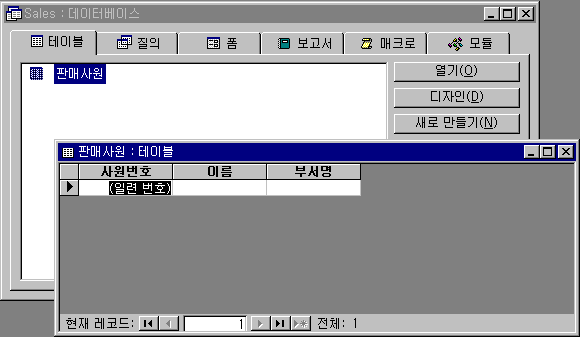 Sales : 데이터베이스
테이블 질의 폼 보고서 매크로 모듈
판매사원
열기(O)
디자인(D)
새로 만들기(N)
판매사원 : 테이블
사원번호 이름 부서명
(일련 번호)
현재 레코드: 1 전체: 1